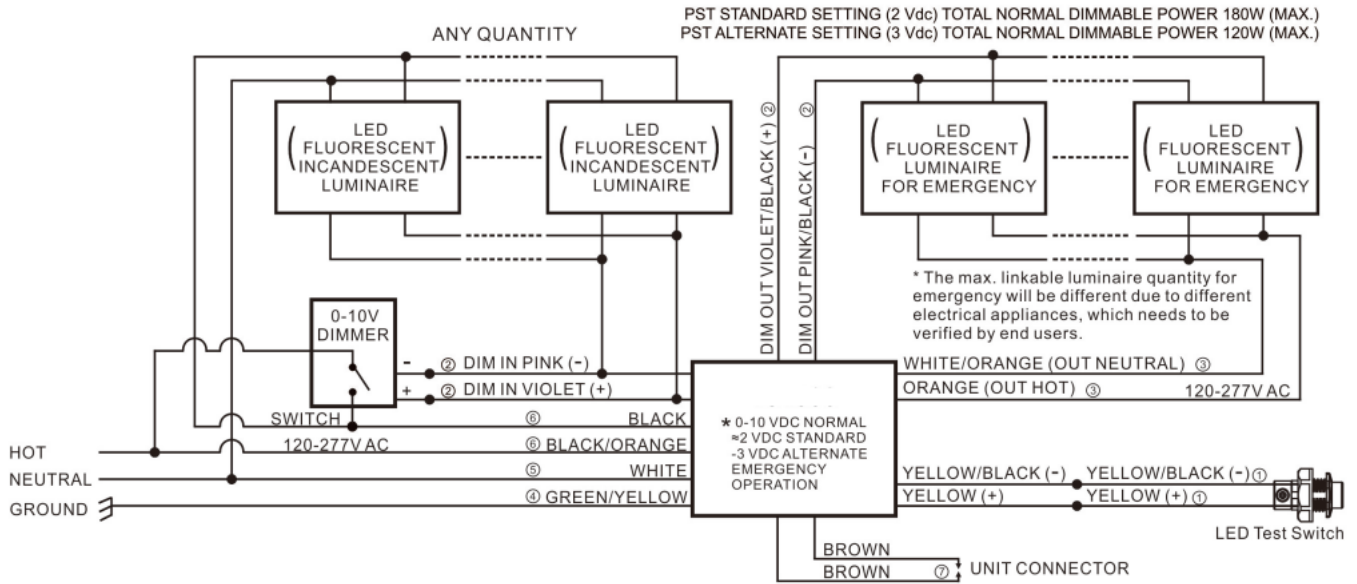 PST STANDARD SETTING (2 Vdc) TOTAL NORMAL DIMMABLE POWER 180W (MAX.)
PST ALTERNATE SETTING (3 Vdc) TOTAL NORMAL DIMMABLE POWER 120W (MAX.)
ANY QUANTITY
LED
FLUORESCENT
INCANDESCENT
LUMINAIRE
LED
FLUORESCENT
INCANDESCENT
LUMINAIRE
DIM OUT VIOLET/BLACK (+) ②
DIM OUT PINK/BLACK (-) ②
LED
FLUORESCENT
LUMINAIRE
FOR EMERGENCY
LED
FLUORESCENT
LUMINAIRE
FOR EMERGENCY
* The max. linkable luminaire quantity for
emergency will be different due to different
electrical appliances, which needs to be
verified by end users.
0-10V
DIMMER
- ② DIM IN PINK (-)
+ ② DIM IN VIOLET (+)
SWITCH ⑥ BLACK
120-277V AC ⑥ BLACK/ORANGE
⑤ WHITE
④ GREEN/YELLOW
HOT
NEUTRAL
GROUND
* 0-10 VDC NORMAL
≈2 VDC STANDARD
-3 VDC ALTERNATE
EMERGENCY
OPERATION
WHITE/ORANGE (OUT NEUTRAL) ③
ORANGE (OUT HOT) ③ 120-277V AC
YELLOW/BLACK (-) YELLOW/BLACK (-) ①
YELLOW (+) YELLOW (+) ①
LED Test Switch
BROWN
BROWN ⑦ UNIT CONNECTOR